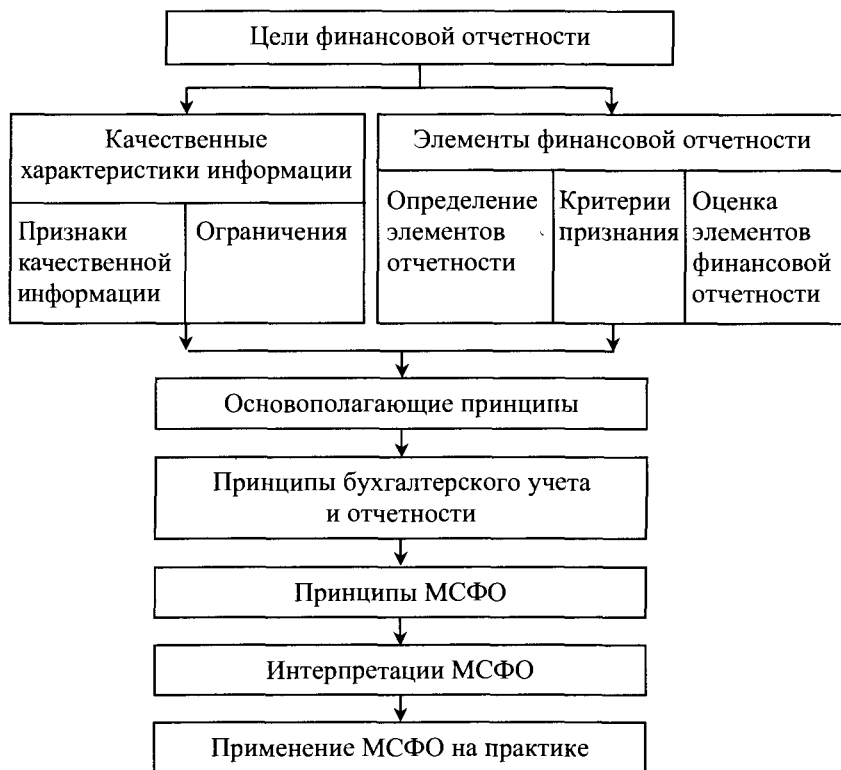 Цели финансовой отчетности
Качественные
характеристики информации
Признаки
качественной
информации
Ограничения
Элементы финансовой отчетности
Определение
элементов
отчетности
Критерии
признания
Оценка
элементов
финансовой
отчетности
Основополагающие принципы
Принципы бухгалтерского учета
и отчетности
Принципы МСФО
Интерпретации МСФО
Применение МСФО на практике